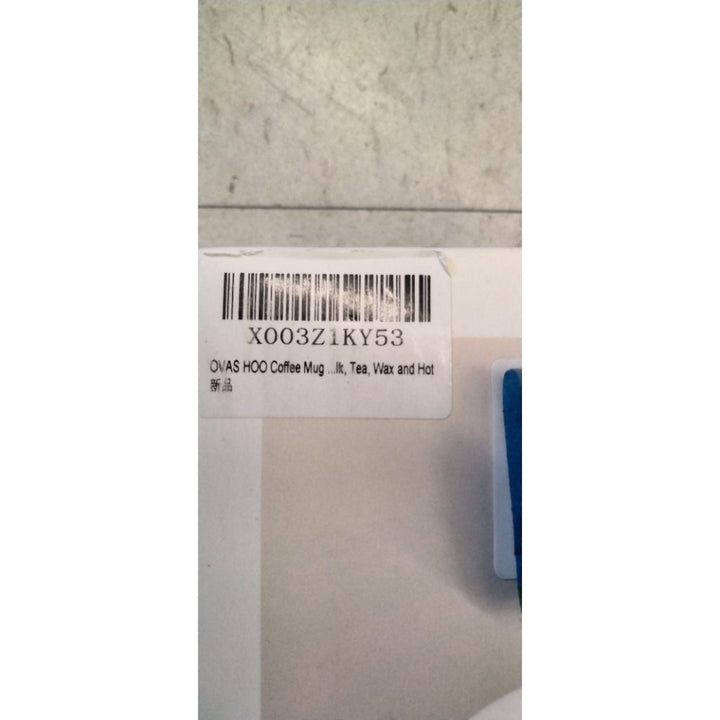 X003Z1KY53
OVAS HOO Coffee Mug ...lk, Tea, Wax and Hot
新品